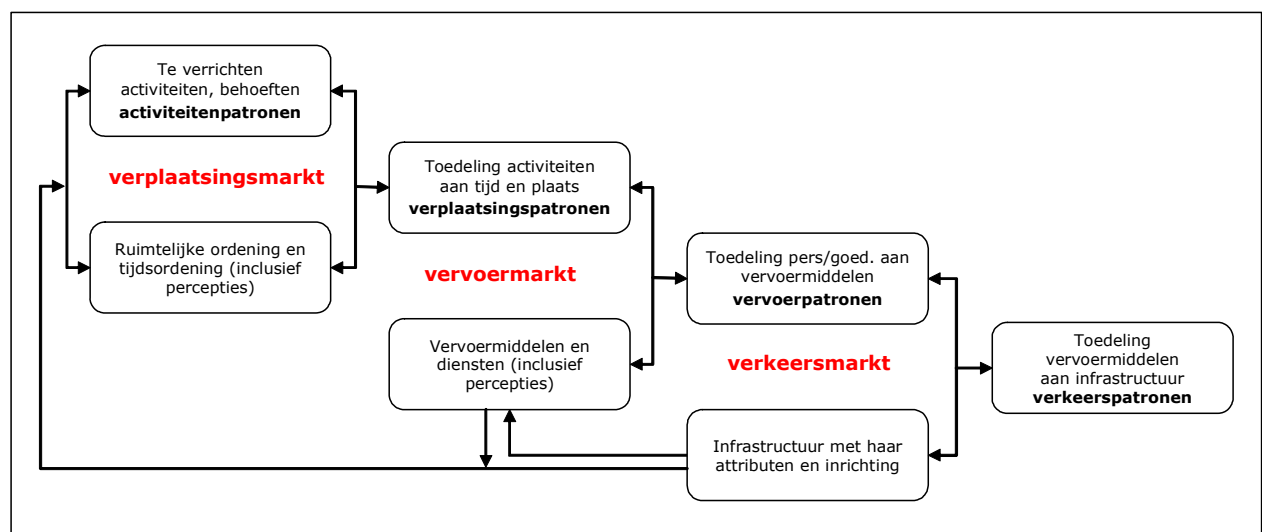 Te verrichten
activiteiten, behoeften
activiteitenpatronen
verplaatsingsmarkt
Ruimtelijke ordening en
tijdsordening (inclusief
percepties)
Toedeling activiteiten
aan tijd en plaats
verplaatsingspatronen
vervoermarkt
Vervoermiddelen en
diensten (inclusief
percepties)
Toedeling pers/goed. aan
vervoermiddelen
vervoerpatronen
verkeersmarkt
Infrastructuur met haar
attributen en inrichting
Toedeling
vervoermiddelen
aan infrastructuur
verkeerspatronen